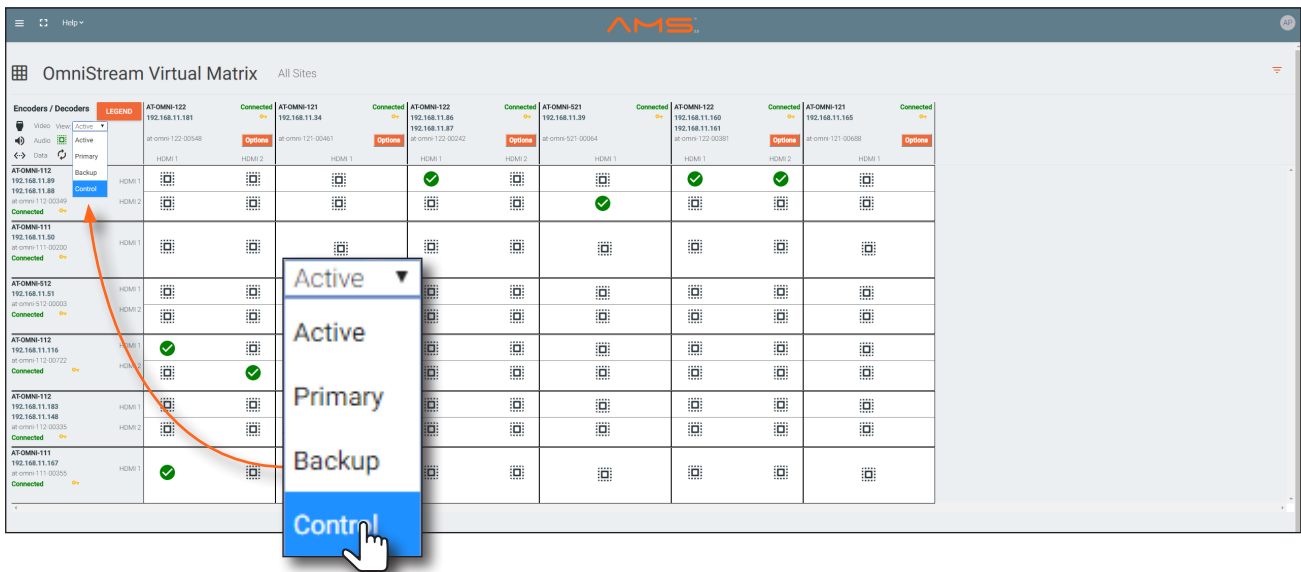 Help
AMS
AP
OmniStream Virtual Matrix All Sites
Encoders / Decoders LEGEND
Video View: Active
Audio
Data
Active
Primary
Backup
Control
AT-OMNI-122 Connected
192.168.11.181
at-omni-122-00548 Options
HDMI 1 HDMI 2
AT-OMNI-121 Connected
192.168.11.34
at-omni-121-00461 Options
HDMI 1
AT-OMNI-122 Connected
192.168.11.86
192.168.11.87
at-omni-122-00242 Options
HDMI 1 HDMI 2
AT-OMNI-521 Connected
192.168.11.39
at-omni-521-00064 Options
HDMI 1
AT-OMNI-122 Connected
192.168.11.160
192.168.11.161
at-omni-122-00381 Options
HDMI 1 HDMI 2
AT-OMNI-121 Connected
192.168.11.165
at-omni-121-00688 Options
HDMI 1
AT-OMNI-112
192.168.11.89 HDMI 1
192.168.11.88
at-omni-112-00349 HDMI 2
Connected
AT-OMNI-111
192.168.11.50
at-omni-111-00200 HDMI 1
Connected
AT-OMNI-512
192.168.11.51 HDMI 1
at-omni-512-00003
Connected HDMI 2
AT-OMNI-112
192.168.11.116 HDMI 1
at-omni-112-00722
Connected HDMI 2
AT-OMNI-112
192.168.11.183 HDMI 1
192.168.11.148
at-omni-112-00335 HDMI 2
Connected
AT-OMNI-111
192.168.11.167
at-omni-111-00355 HDMI 1
Connected
Active
Active
Primary
Backup
Control